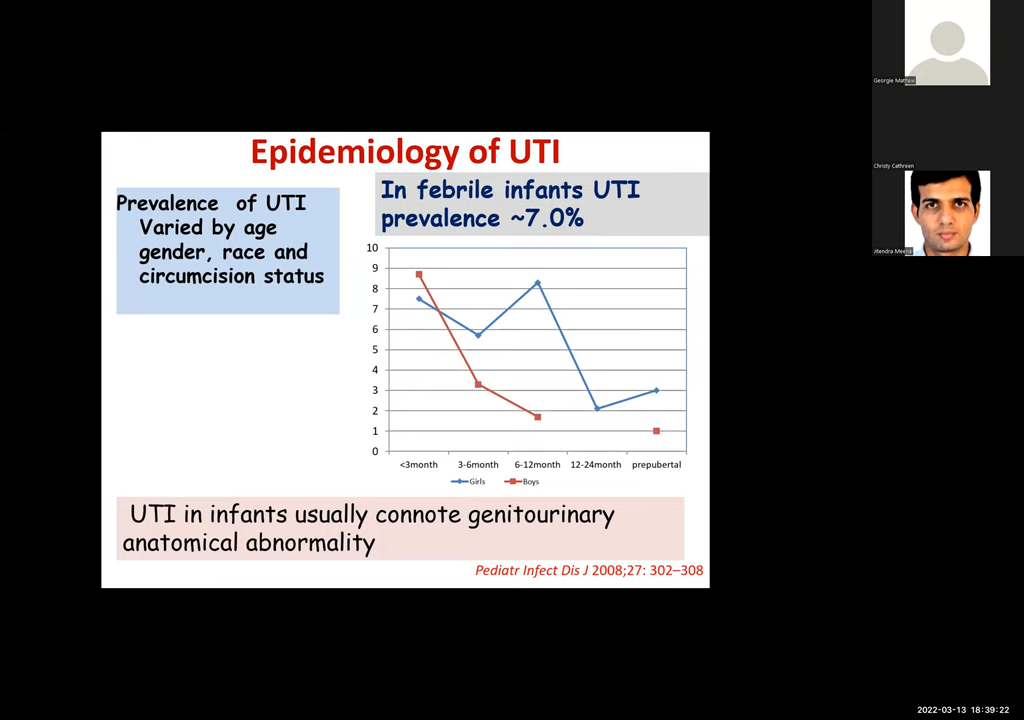 Epidemiology of UTI
Prevalence of UTI
Varied by age
gender, race and
circumcision status
In febrile infants UTI
prevalence ~7.0%
10
9
8
7
6
5
4
3
2
1
0
<3month 3-6month 6-12month 12-24month prepubertal
Girls Boys
UTI in infants usually connote genitourinary
anatomical abnormality
Pediatr Infect Dis J 2008;27: 302–308
Georgie Mathew
Christy Cathreen
Jitendra Meena
2022-03-13 18:39:22